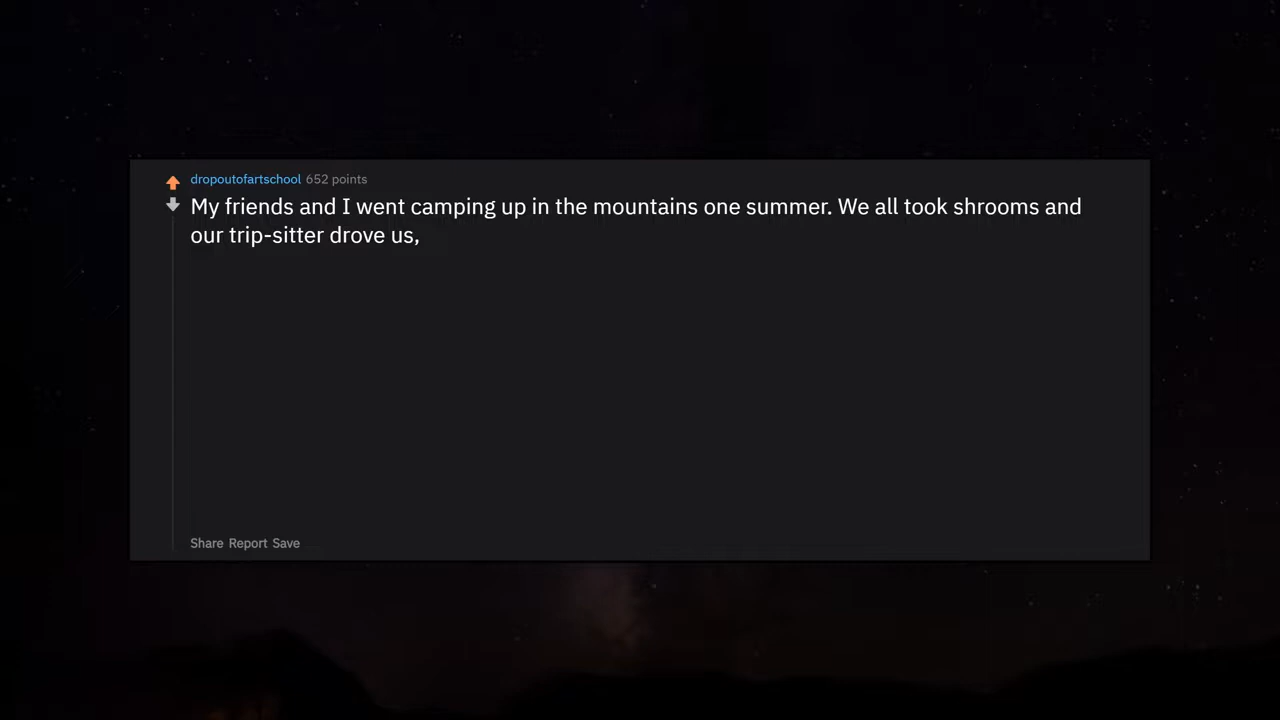 dropoutofartschool 652 points
My friends and I went camping up in the mountains one summer. We all took shrooms and
our trip-sitter drove us,
Share Report Save